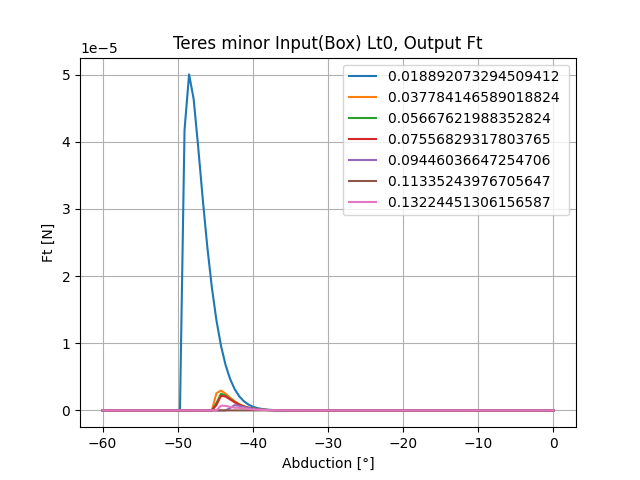 Teres minor Input(Box) Lt0, Output Ft
1e−5
5
4
3
2
1
0
Ft [N]
0.018892073294509412
0.037784146589018824
0.05667621988352824
0.07556829317803765
0.09446036647254706
0.11335243976705647
0.13224451306156587
−60 −50 −40 −30 −20 −10 0
Abduction [°]